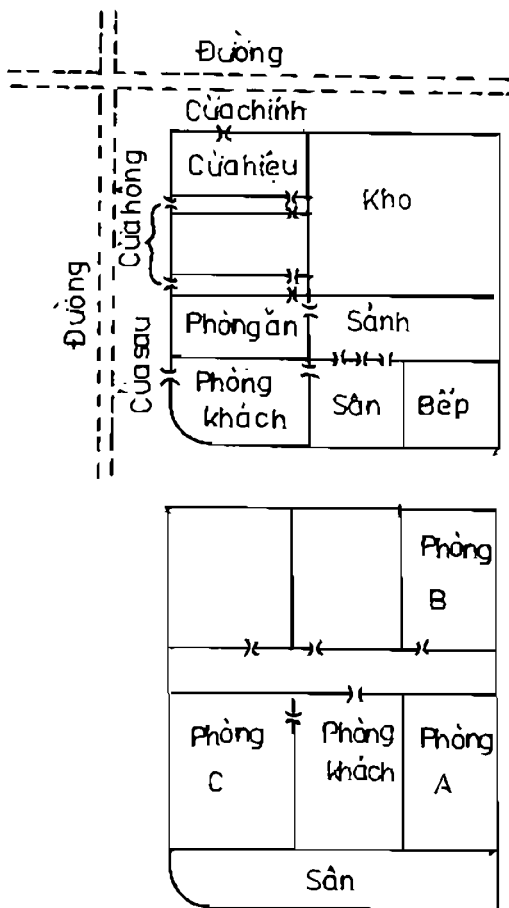 Đường
Cửa chính
Cửa hiệu
Kho
Cửa hông
Đường
Cửa sau
Phòng ăn
Sảnh
Phòng
khách
Sân
Bếp
Phòng
B
Phòng
C
Phòng
khách
Phòng
A
Sân